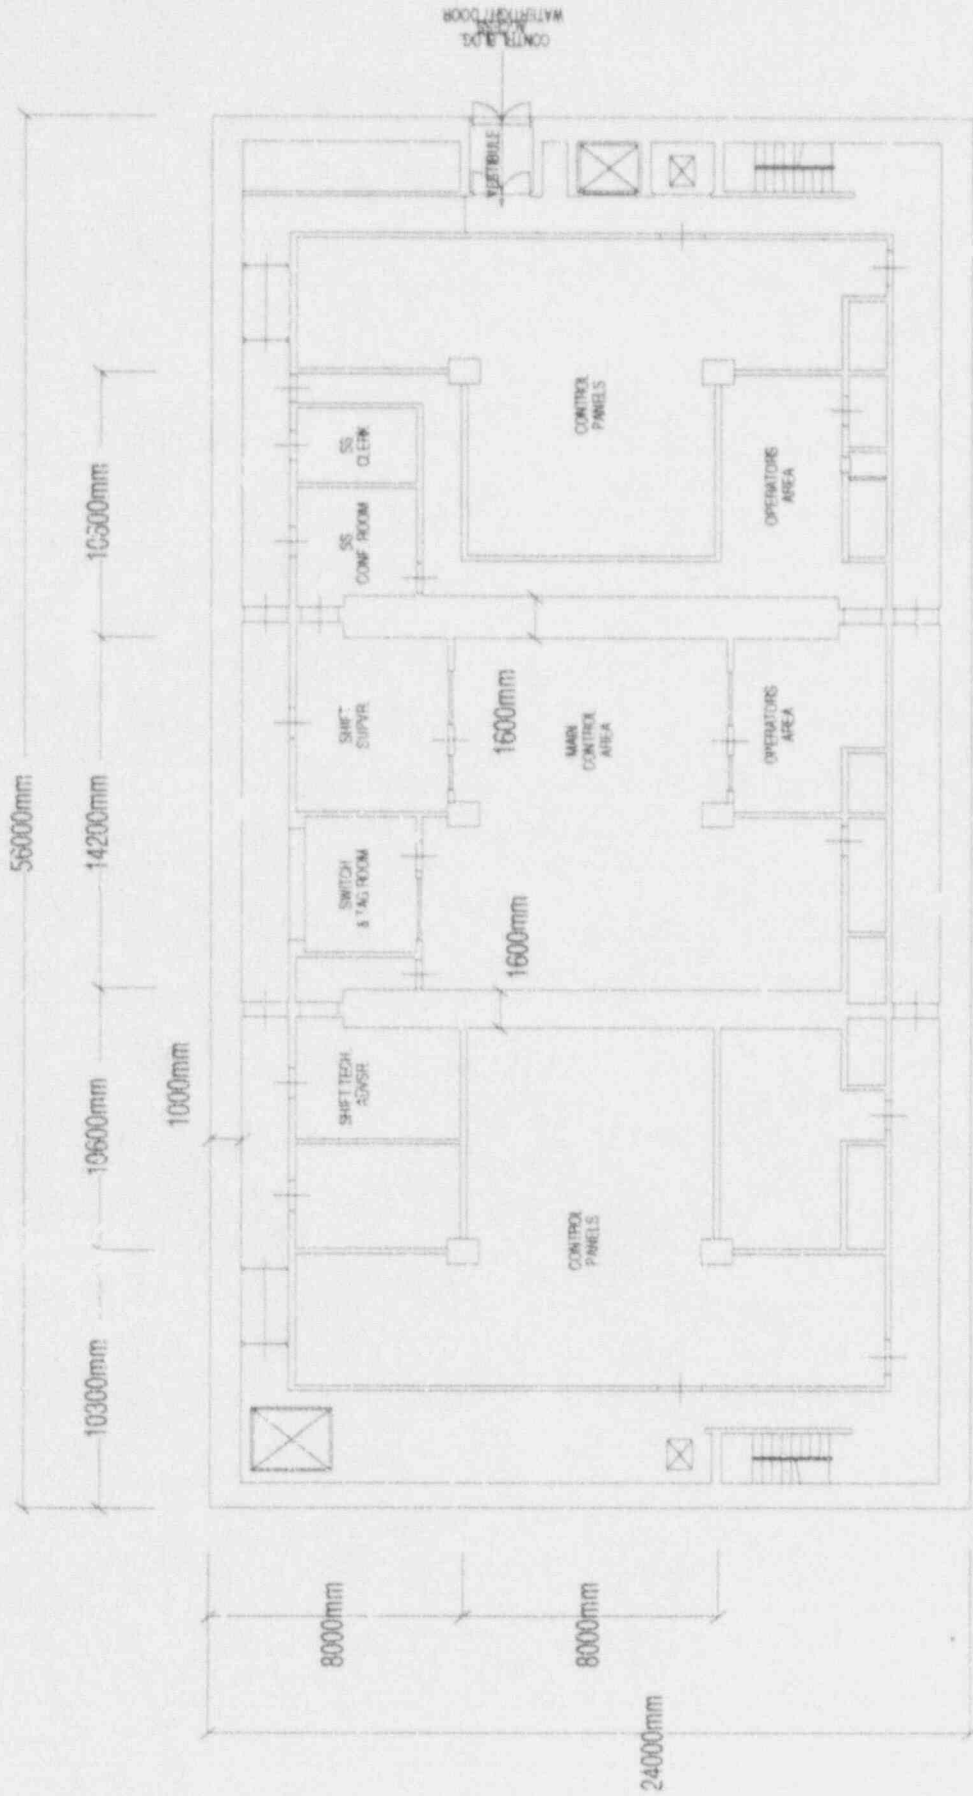 56000mm
10300mm
10600mm
14200mm
10600mm
1000mm
8000mm
8000mm
24000mm
SHIFT TECH.
ADVSR
SWITCH
& TAG ROOM
SHIFT
SUPVR.
SS
CONF. ROOM
SS
CLERK
VESTIBULE
CONTR. BLDG.
WATERTIGHT DOOR
1600mm
1600mm
CONTROL
PANELS
MAIN
CONTROL
AREA
CONTROL
PANELS
OPERATORS
AREA
OPERATORS
AREA